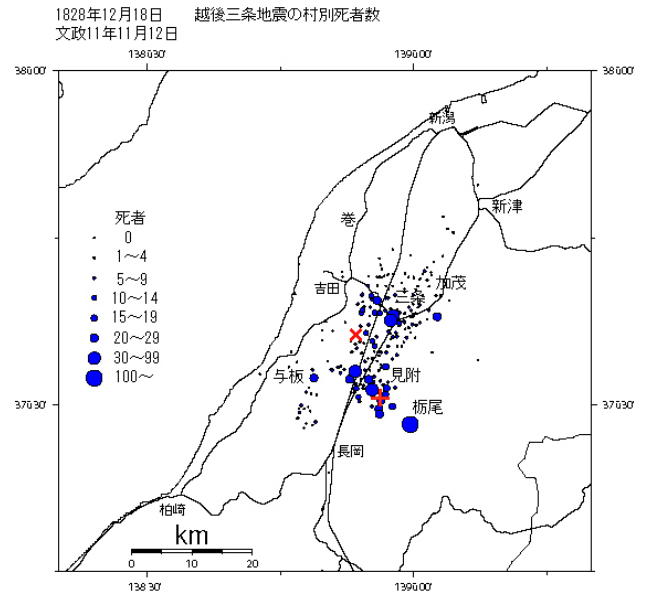 1828年12月18日 越後三条地震の村別死者数
文政11年11月12日
138°30' 139°00'
38°00' 38°00'
新潟
新津
巻
死者
0
1～4
5～9
10～14
15～19
20～29
30～99
100～
吉田
加茂
三条
与板
見附
37°30' 37°30'
栃尾
長岡
柏崎
km
0 10 20
138°30' 139°00'